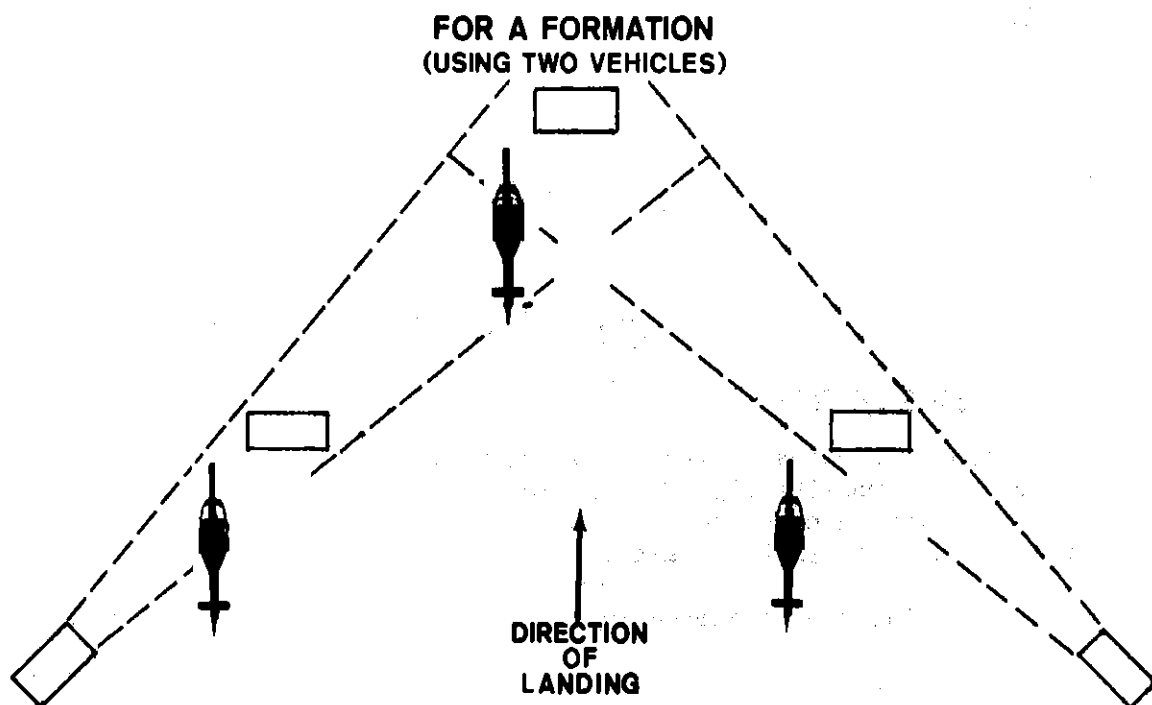 FOR A FORMATION
(USING TWO VEHICLES)
DIRECTION
OF
LANDING